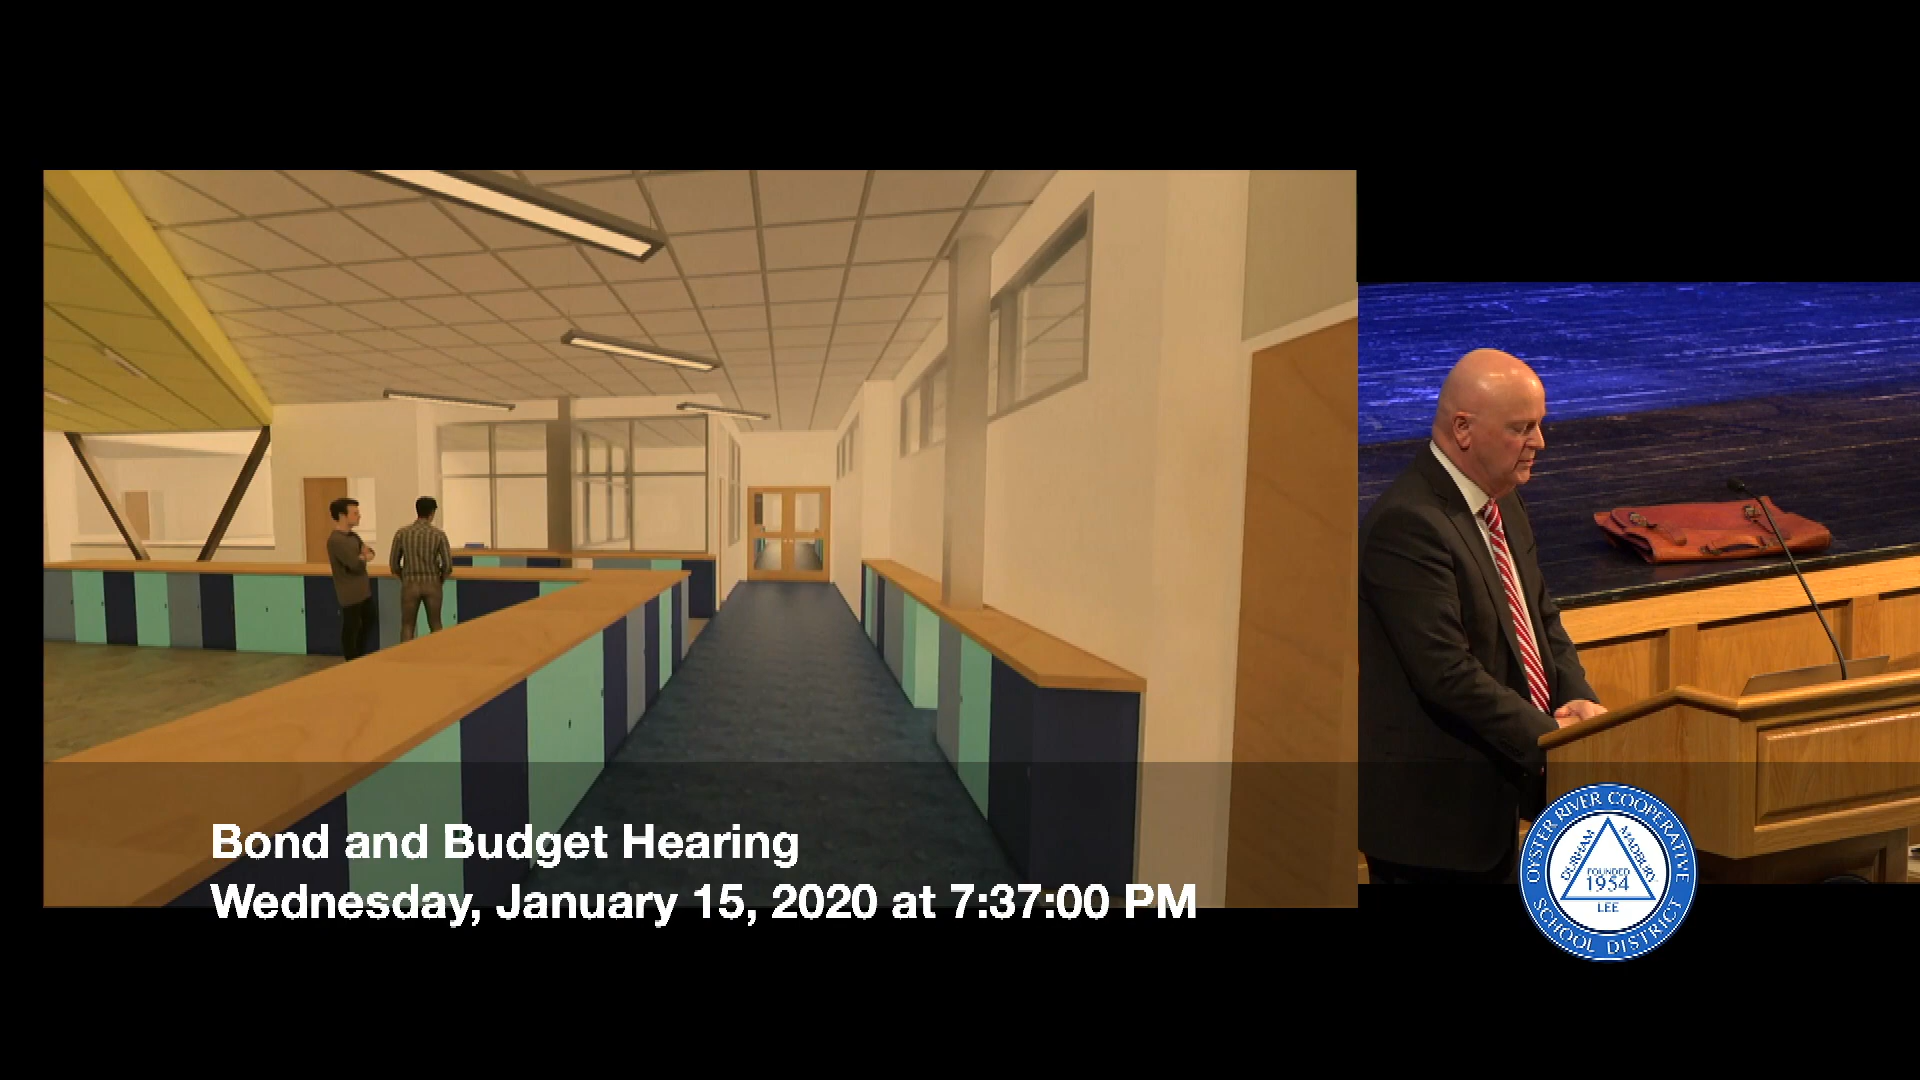 Bond and Budget Hearing
Wednesday, January 15, 2020 at 7:37:00 PM
OYSTER RIVER COOPERATIVE
DURHAM
MADBURY
FOUNDED
1954
LEE
SCHOOL DISTRICT